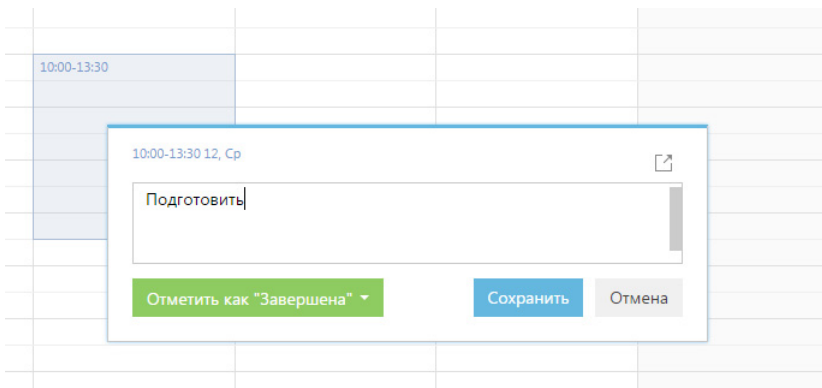 10:00-13:30
10:00-13:30 12, Ср
Подготовить
Отметить как "Завершена"
Сохранить
Отмена